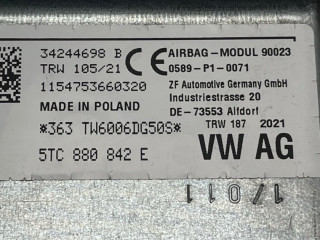 34244698 B
TRW 105/21
1154753660320
MADE IN POLAND
*363 TW6006DG50S*
5TC 880 842 E
CE
AIRBAG-MODUL 90023
0589-P1-0071
ZF Automotive Germany GmbH
Industriestrasse 20
DE-73553 Alfdorf
TRW 187 2021
VW AG
1/011